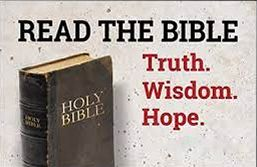 READ THE BIBLE
Truth.
Wisdom.
Hope.
HOLY
BIBLE